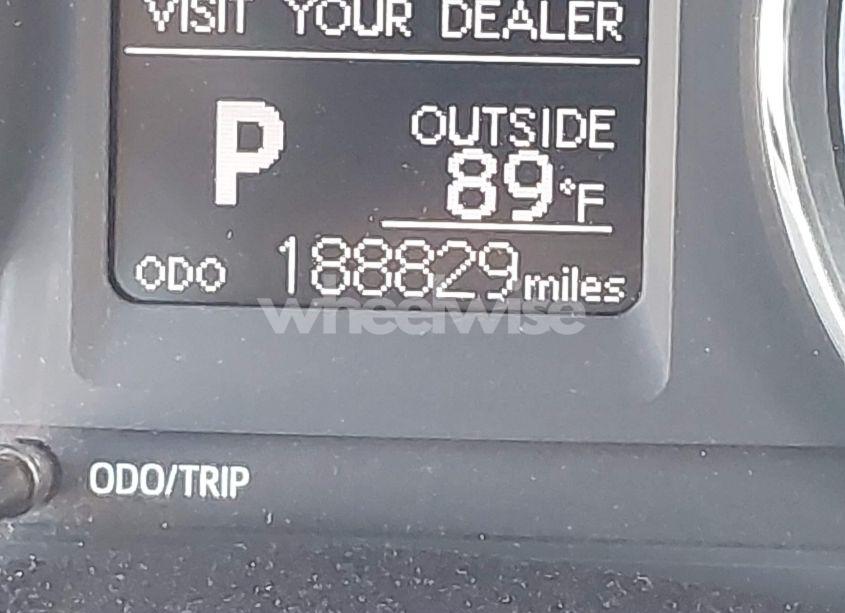 VISIT YOUR DEALER
P
OUTSIDE
89°F
ODO 188829 miles
wheelwise
ODO/TRIP